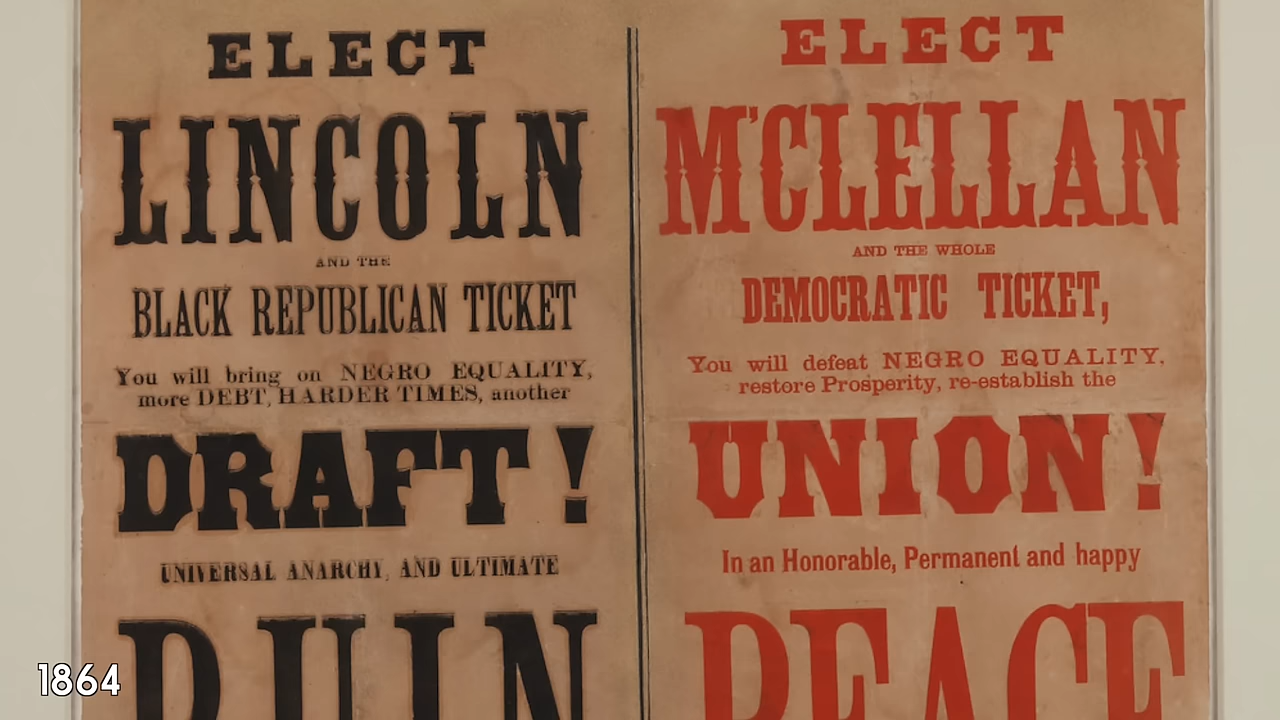 ELECT
LINCOLN
AND THE
BLACK REPUBLICAN TICKET
You will bring on NEGRO EQUALITY,
more DEBT, HARDER TIMES, another
DRAFT!
UNIVERSAL ANARCHY, AND ULTIMATE
RUIN
ELECT
M'CLELLAN
AND THE WHOLE
DEMOCRATIC TICKET,
You will defeat NEGRO EQUALITY,
restore Prosperity, re-establish the
UNION!
In an Honorable, Permanent and happy
PEACE
1864